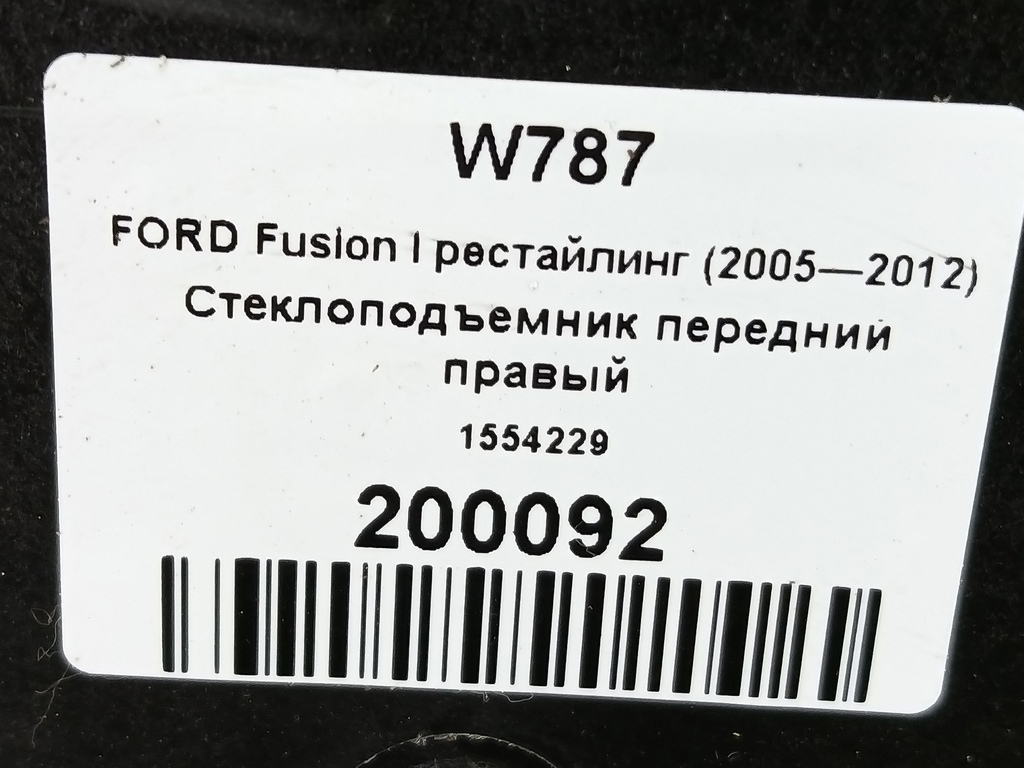 W787
FORD Fusion I рестайлинг (2005—2012)
Стеклоподъемник передний
правый
1554229
200092